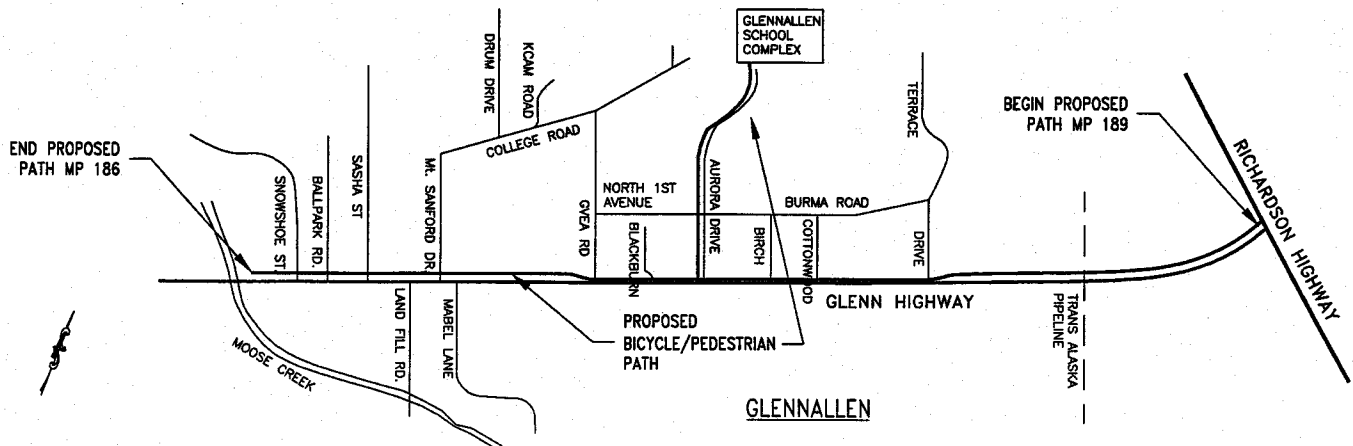 GLENNALLEN
SCHOOL
COMPLEX
DRUM DRIVE
KCAM ROAD
TERRACE
BEGIN PROPOSED
PATH MP 189
RICHARDSON HIGHWAY
END PROPOSED
PATH MP 186
COLLEGE ROAD
SNOWSHOE ST.
BALLPARK RD.
SASHA ST
Mt. SANFORD DR.
GVEA RD
NORTH 1ST
AVENUE
BLACKBURN
AURORA DRIVE
BIRCH
BURMA ROAD
COTTONWOOD
DRIVE
GLENN HIGHWAY
TRANS ALASKA
PIPELINE
MOOSE CREEK
LAND FILL RD.
MABEL LANE
PROPOSED
BICYCLE/PEDESTRIAN
PATH
GLENNALLEN